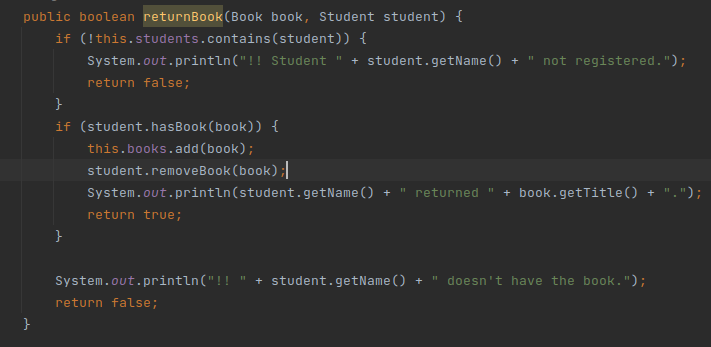 public boolean returnBook(Book book, Student student) {
if (!this.students.contains(student)) {
System.out.println("!! Student " + student.getName() + " not registered.");
return false;
}
if (student.hasBook(book)) {
this.books.add(book);
student.removeBook(book);
System.out.println(student.getName() + " returned " + book.getTitle() + ".");
return true;
}
System.out.println("!! " + student.getName() + " doesn't have the book.");
return false;
}